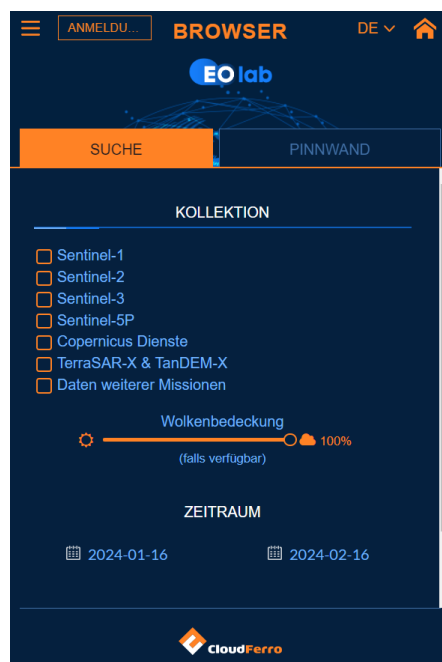 ANMELDU...
BROWSER
DE
EO lab
SUCHE
PINNWAND
KOLLEKTION
Sentinel-1
Sentinel-2
Sentinel-3
Sentinel-5P
Copernicus Dienste
TerraSAR-X & TanDEM-X
Daten weiterer Missionen
Wolkenbedeckung
100%
(falls verfügbar)
ZEITRAUM
2024-01-16
2024-02-16
CloudFerro